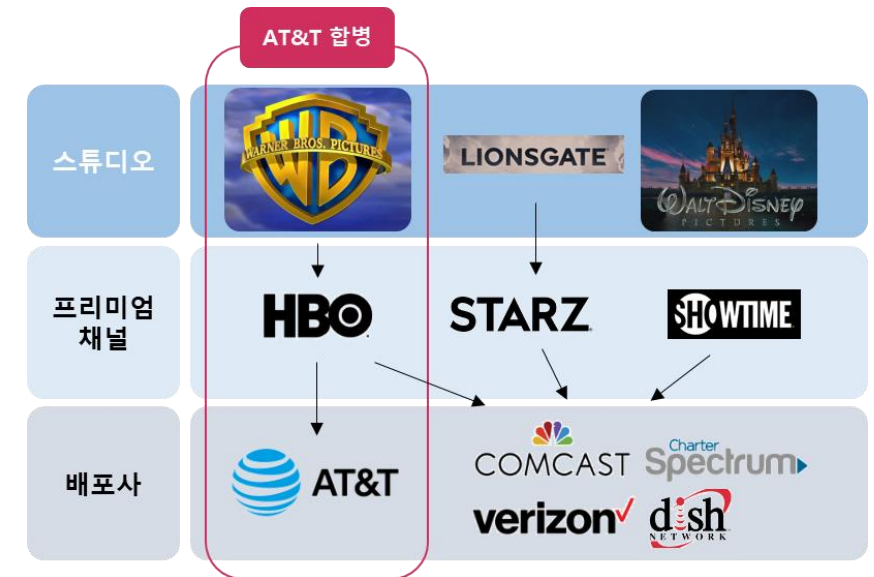 AT&T 합병
스튜디오
WARNER BROS. PICTURES
WB
LIONSGATE
WALT DISNEY
PICTURES
프리미엄
채널
HBO
STARZ
SHOWTIME
배포사
AT&T
COMCAST
Charter
Spectrum
verizon
dish
NETWORK